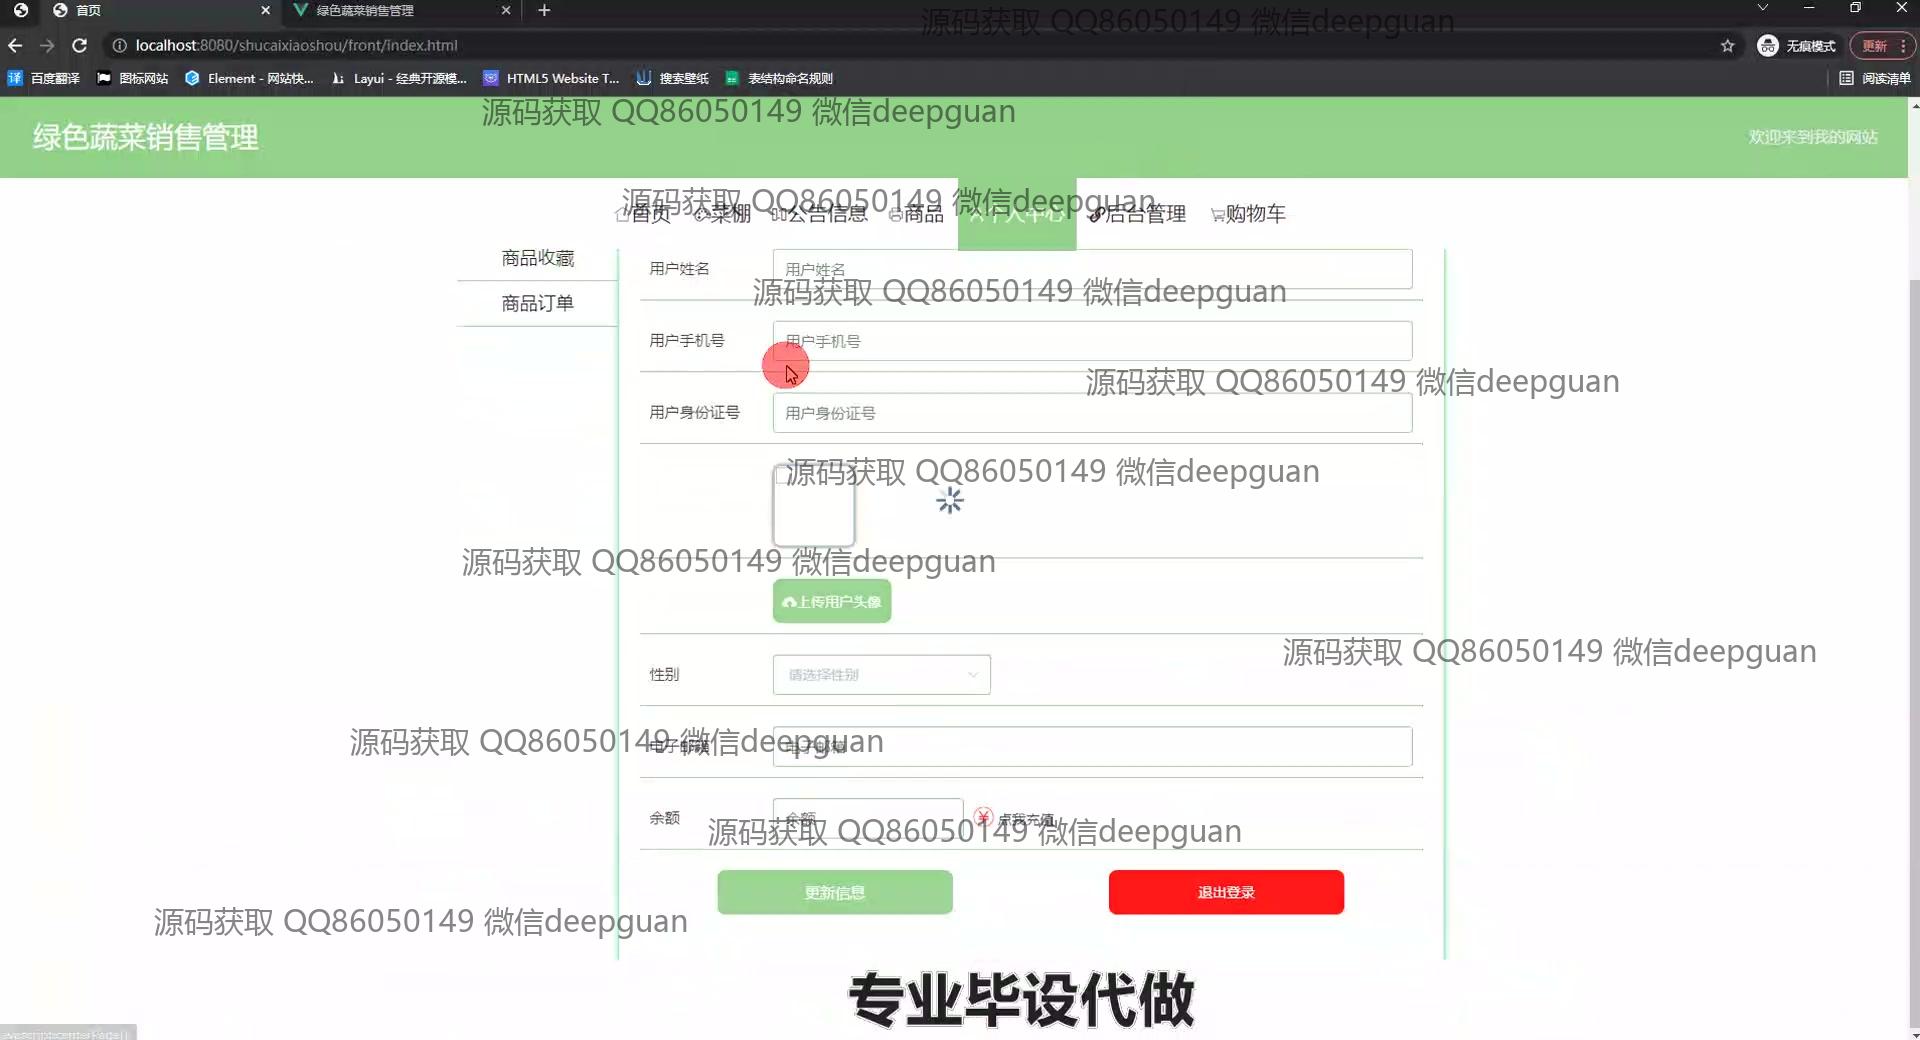 首页
绿色蔬菜销售管理
localhost:8080/shucaixiaoshou/front/index.html
无痕模式
更新
百度翻译
图标网站
Element - 网站快...
Layui - 经典开源模...
HTML5 Website T...
搜索壁纸
表结构命名规则
阅读清单
源码获取 QQ86050149 微信deepguan
源码获取 QQ86050149 微信deepguan
绿色蔬菜销售管理
欢迎来到我的网站
源码获取 QQ86050149 微信deepguan
首页
菜棚
公告信息
商品
个人中心
后台管理
购物车
商品收藏
商品订单
用户姓名
用户姓名
源码获取 QQ86050149 微信deepguan
用户手机号
用户手机号
源码获取 QQ86050149 微信deepguan
用户身份证号
用户身份证号
源码获取 QQ86050149 微信deepguan
源码获取 QQ86050149 微信deepguan
上传用户头像
源码获取 QQ86050149 微信deepguan
性别
请选择性别
源码获取 QQ86050149 微信deepguan
电子邮箱
电子邮箱
余额
余额
点我充值
源码获取 QQ86050149 微信deepguan
更新信息
退出登录
源码获取 QQ86050149 微信deepguan
专业毕设代做